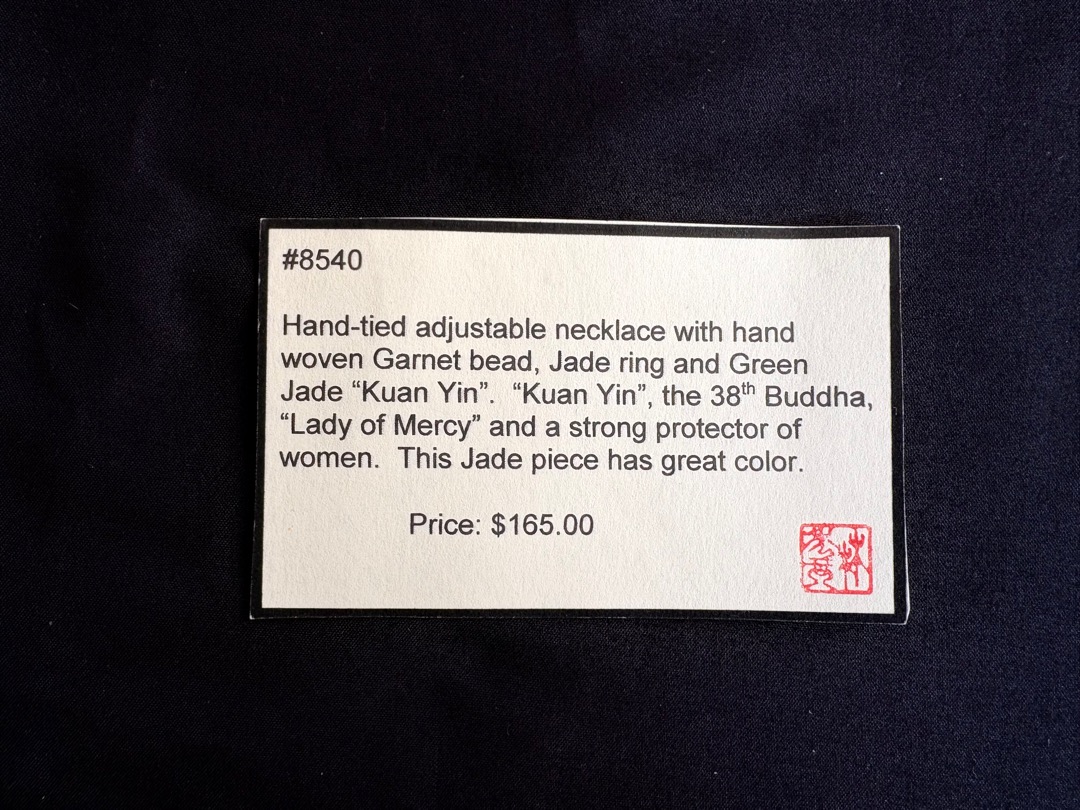 #8540
Hand-tied adjustable necklace with hand
woven Garnet bead, Jade ring and Green
Jade “Kuan Yin”.  “Kuan Yin”, the 38th Buddha,
“Lady of Mercy” and a strong protector of
women.  This Jade piece has great color.
Price: $165.00